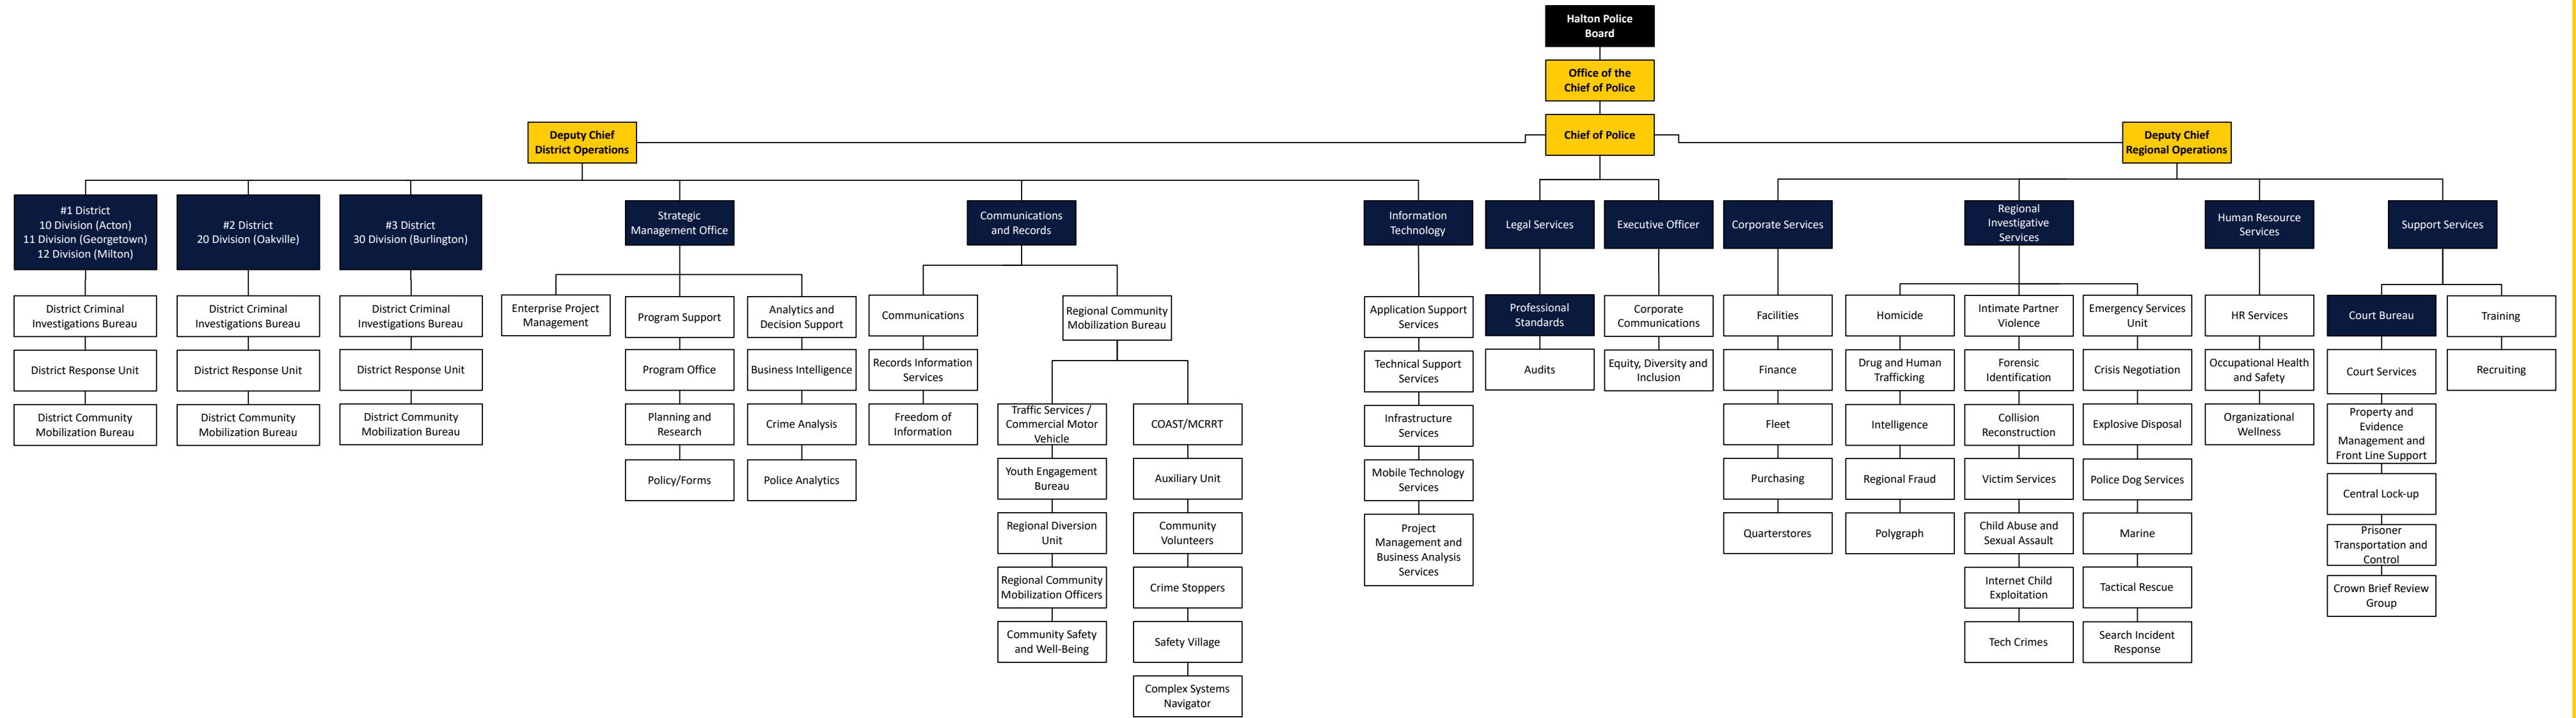 Halton Police
Board
Office of the
Chief of Police
Chief of Police
Deputy Chief
District Operations
Deputy Chief
Regional Operations
#1 District
10 Division (Acton)
11 Division (Georgetown)
12 Division (Milton)
District Criminal
Investigations Bureau
District Response Unit
District Community
Mobilization Bureau
#2 District
20 Division (Oakville)
District Criminal
Investigations Bureau
District Response Unit
District Community
Mobilization Bureau
#3 District
30 Division (Burlington)
District Criminal
Investigations Bureau
District Response Unit
District Community
Mobilization Bureau
Strategic
Management Office
Enterprise Project
Management
Program Support
Program Office
Planning and
Research
Policy/Forms
Analytics and
Decision Support
Business Intelligence
Crime Analysis
Police Analytics
Communications
and Records
Communications
Records Information
Services
Freedom of
Information
Regional Community
Mobilization Bureau
Traffic Services /
Commercial Motor
Vehicle
Youth Engagement
Bureau
Regional Diversion
Unit
Regional Community
Mobilization Officers
Community Safety
and Well-Being
COAST/MCRRT
Auxiliary Unit
Community
Volunteers
Crime Stoppers
Safety Village
Complex Systems
Navigator
Information
Technology
Application Support
Services
Technical Support
Services
Infrastructure
Services
Mobile Technology
Services
Project
Management and
Business Analysis
Services
Legal Services
Professional
Standards
Audits
Executive Officer
Corporate
Communications
Equity, Diversity and
Inclusion
Corporate Services
Facilities
Finance
Fleet
Purchasing
Quarterstores
Regional
Investigative
Services
Homicide
Drug and Human
Trafficking
Intelligence
Regional Fraud
Polygraph
Intimate Partner
Violence
Forensic
Identification
Collision
Reconstruction
Victim Services
Child Abuse and
Sexual Assault
Internet Child
Exploitation
Tech Crimes
Emergency Services
Unit
Crisis Negotiation
Explosive Disposal
Police Dog Services
Marine
Tactical Rescue
Search Incident
Response
Human Resource
Services
HR Services
Occupational Health
and Safety
Organizational
Wellness
Support Services
Court Bureau
Court Services
Property and
Evidence
Management and
Front Line Support
Central Lock-up
Prisoner
Transportation and
Control
Crown Brief Review
Group
Training
Recruiting